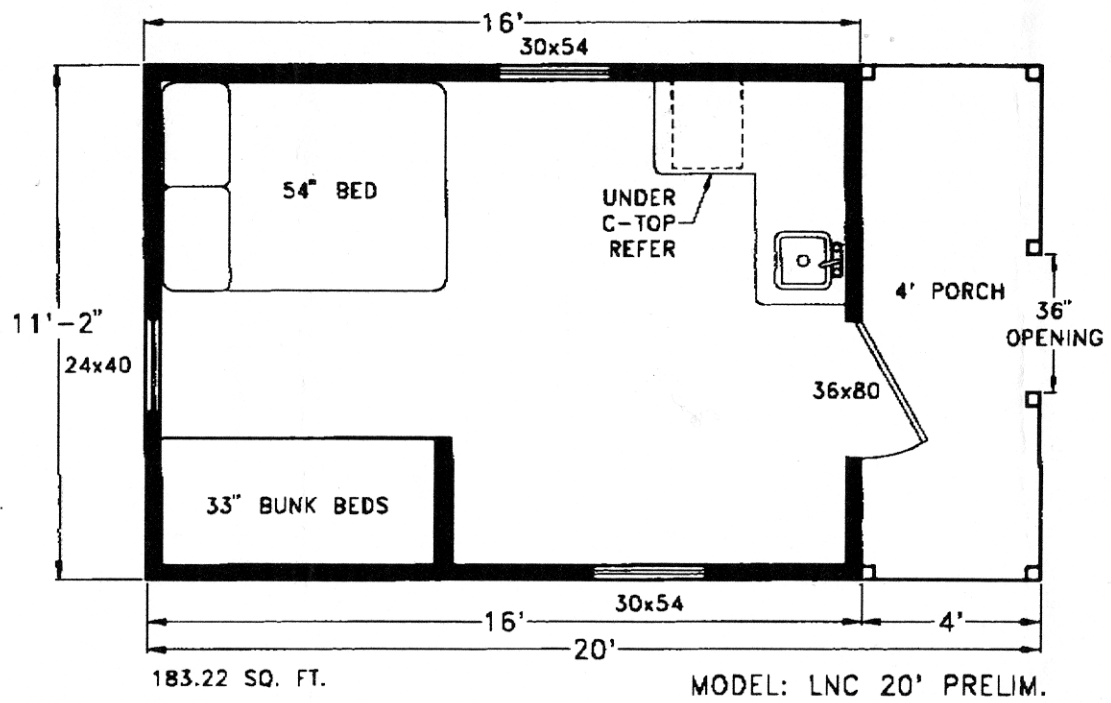 16'
30x54
54" BED
UNDER
C-TOP
REFER
4' PORCH
36"
OPENING
11'-2"
24x40
36x80
33" BUNK BEDS
30x54
16'
4'
20'
183.22 SQ. FT.
MODEL: LNC 20' PRELIM.